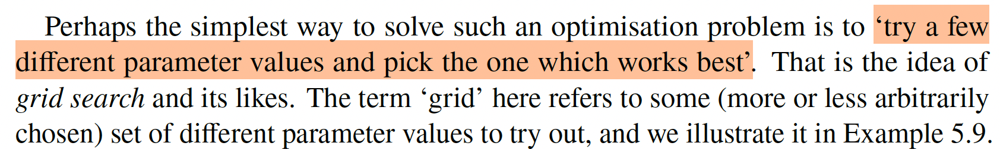 Perhaps the simplest way to solve such an optimisation problem is to ‘try a few
different parameter values and pick the one which works best’. That is the idea of
grid search and its likes. The term ‘grid’ here refers to some (more or less arbitrarily
chosen) set of different parameter values to try out, and we illustrate it in Example 5.9.